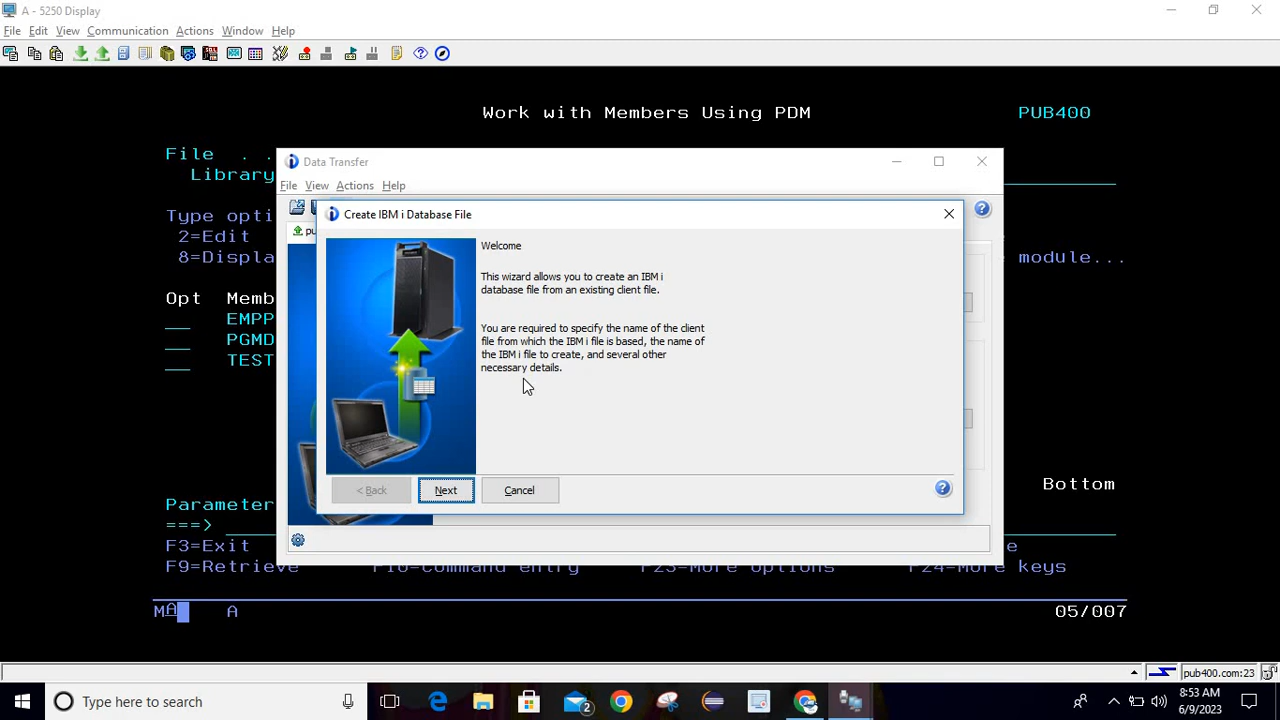 A - 5250 Display
File Edit View Communication Actions Window Help
Work with Members Using PDM PUB400
File . .
Library
Data Transfer
File View Actions Help
Type opti
2=Edit
8=Displa
module...
Create IBM i Database File
pu
Welcome
This wizard allows you to create an IBM i
database file from an existing client file.
You are required to specify the name of the client
file from which the IBM i file is based, the name of
the IBM i file to create, and several other
necessary details.
Opt Memb
EMPP
PGMD
TEST
< Back Next Cancel
Bottom
Parameter
===>
F3=Exit e
F9=Retrieve F10=Command entry F23=More options F24=More keys
MA A 05/007
pub400.com:23
Type here to search
2
8:53 AM
6/9/2023